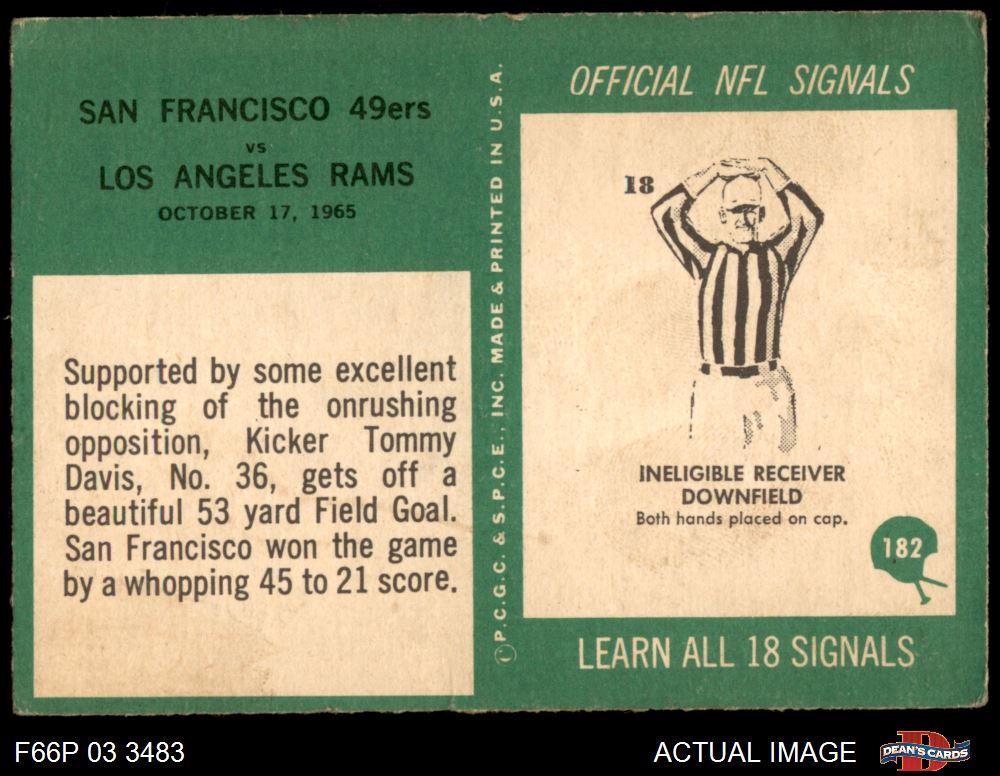 SAN FRANCISCO 49ers
vs
LOS ANGELES RAMS
OCTOBER 17, 1965
Supported by some excellent
blocking of the onrushing
opposition, Kicker Tommy
Davis, No. 36, gets off a
beautiful 53 yard Field Goal.
San Francisco won the game
by a whopping 45 to 21 score.
©P.C.G.C. & S.P.C.E., INC. MADE & PRINTED IN U.S.A.
OFFICIAL NFL SIGNALS
18
INELIGIBLE RECEIVER
DOWNFIELD
Both hands placed on cap.
182
LEARN ALL 18 SIGNALS
F66P 03 3483
ACTUAL IMAGE
D
DEAN'S CARDS